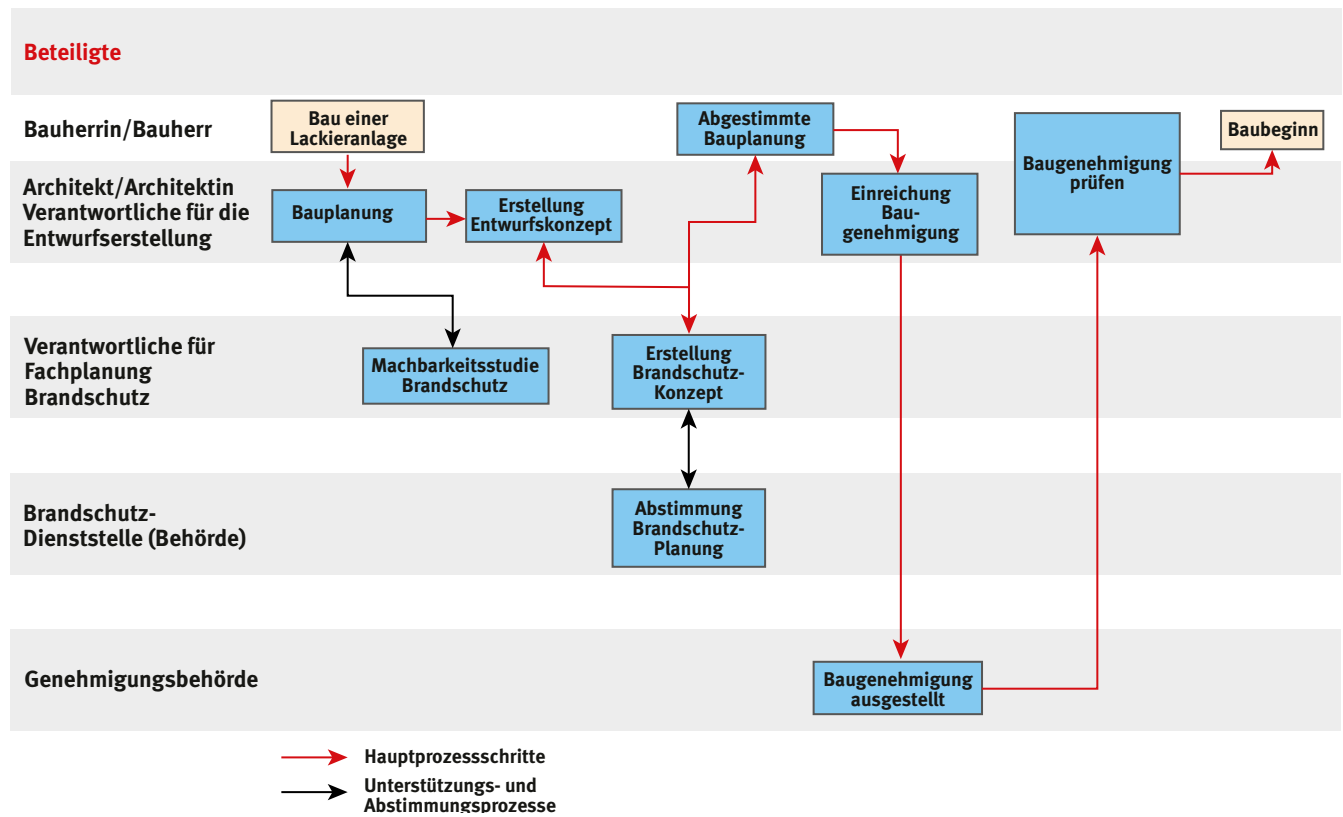 Beteiligte
Bauherrin/Bauherr
Bau einer
Lackieranlage
Abgestimmte
Bauplanung
Baugenehmigung
prüfen
Baubeginn
Architekt/Architektin
Verantwortliche für die
Entwurfserstellung
Bauplanung
Erstellung
Entwurfskonzept
Einreichung
Bau-
genehmigung
Verantwortliche für
Fachplanung
Brandschutz
Machbarkeitsstudie
Brandschutz
Erstellung
Brandschutz-
Konzept
Brandschutz-
Dienststelle (Behörde)
Abstimmung
Brandschutz-
Planung
Genehmigungsbehörde
Baugenehmigung
ausgestellt
Hauptprozessschritte
Unterstützungs- und
Abstimmungsprozesse